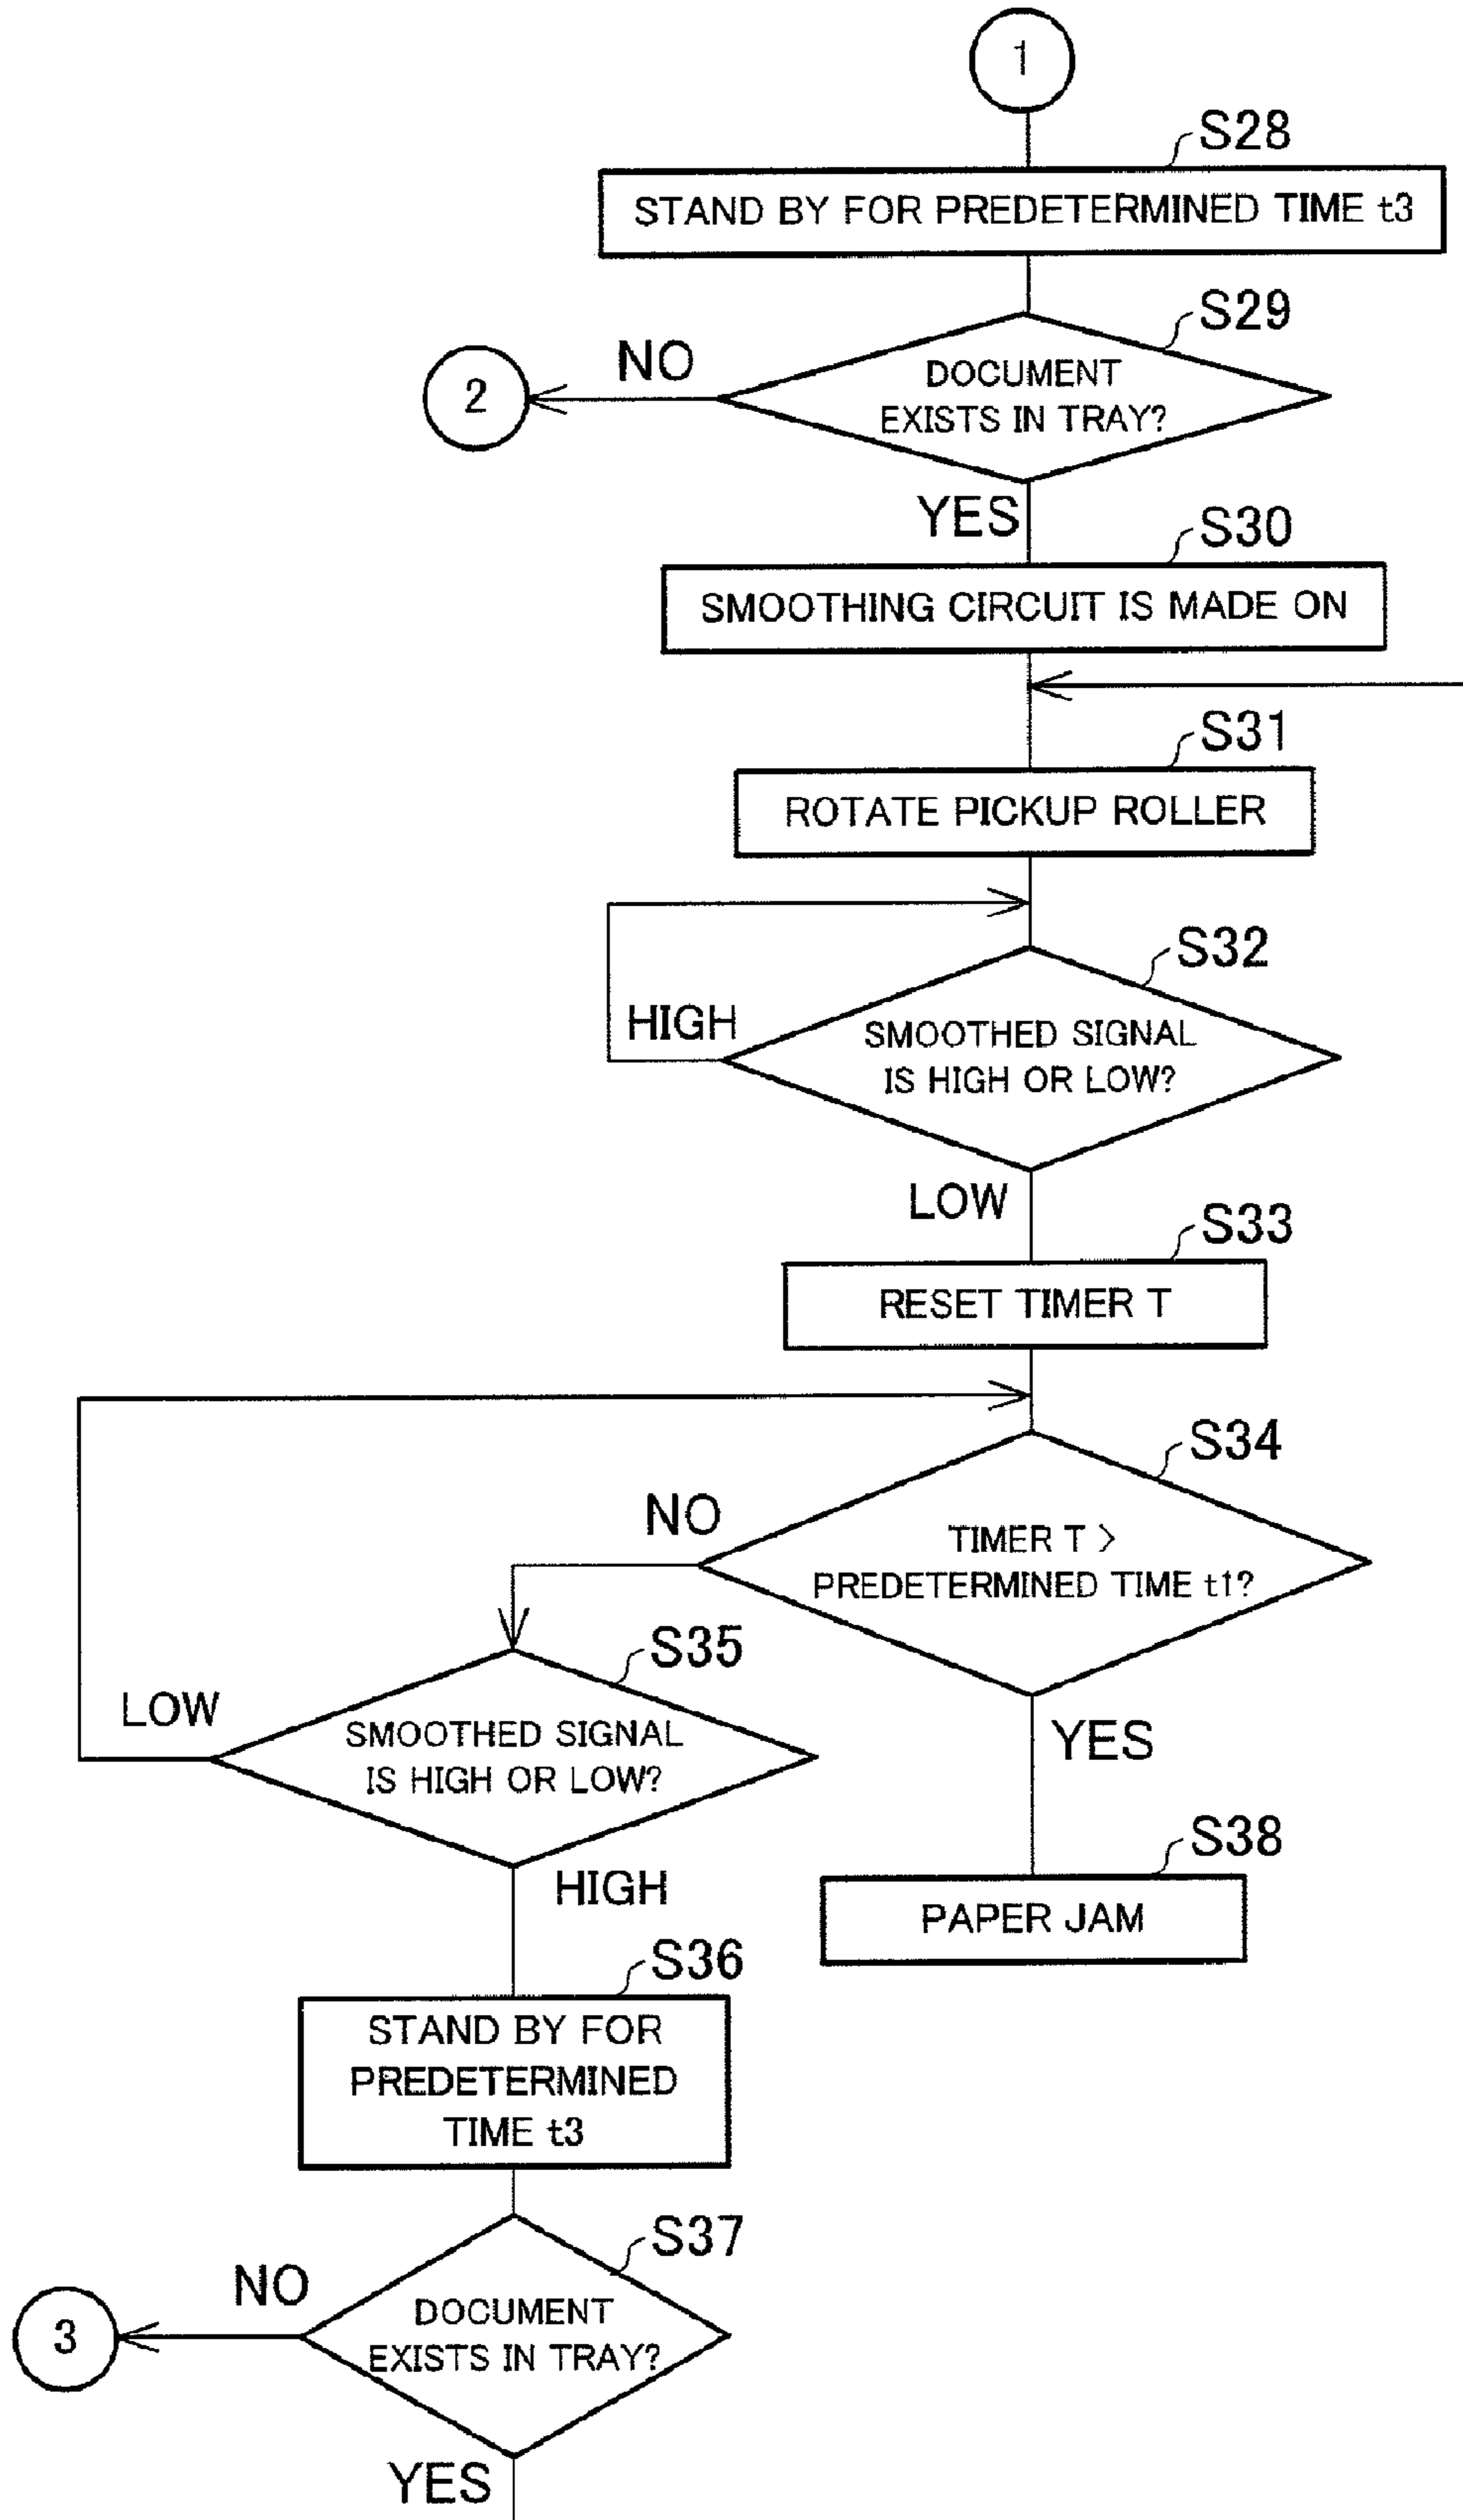 1
S28
STAND BY FOR PREDETERMINED TIME t3
S29
DOCUMENT
EXISTS IN TRAY?
NO
2
YES
S30
SMOOTHING CIRCUIT IS MADE ON
S31
ROTATE PICKUP ROLLER
S32
SMOOTHED SIGNAL
IS HIGH OR LOW?
HIGH
LOW
S33
RESET TIMER T
S34
TIMER T >
PREDETERMINED TIME t1?
NO
YES
S35
SMOOTHED SIGNAL
IS HIGH OR LOW?
LOW
HIGH
S38
PAPER JAM
S36
STAND BY FOR
PREDETERMINED
TIME t3
S37
DOCUMENT
EXISTS IN TRAY?
NO
3
YES